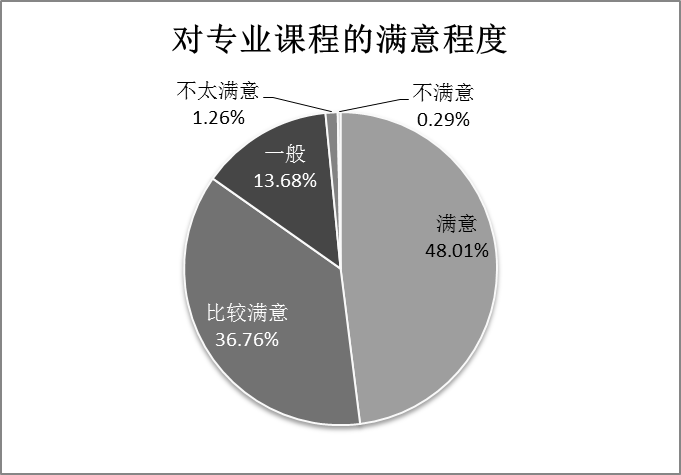 对专业课程的满意程度
不太满意
1.26%
不满意
0.29%
一般
13.68%
满意
48.01%
比较满意
36.76%